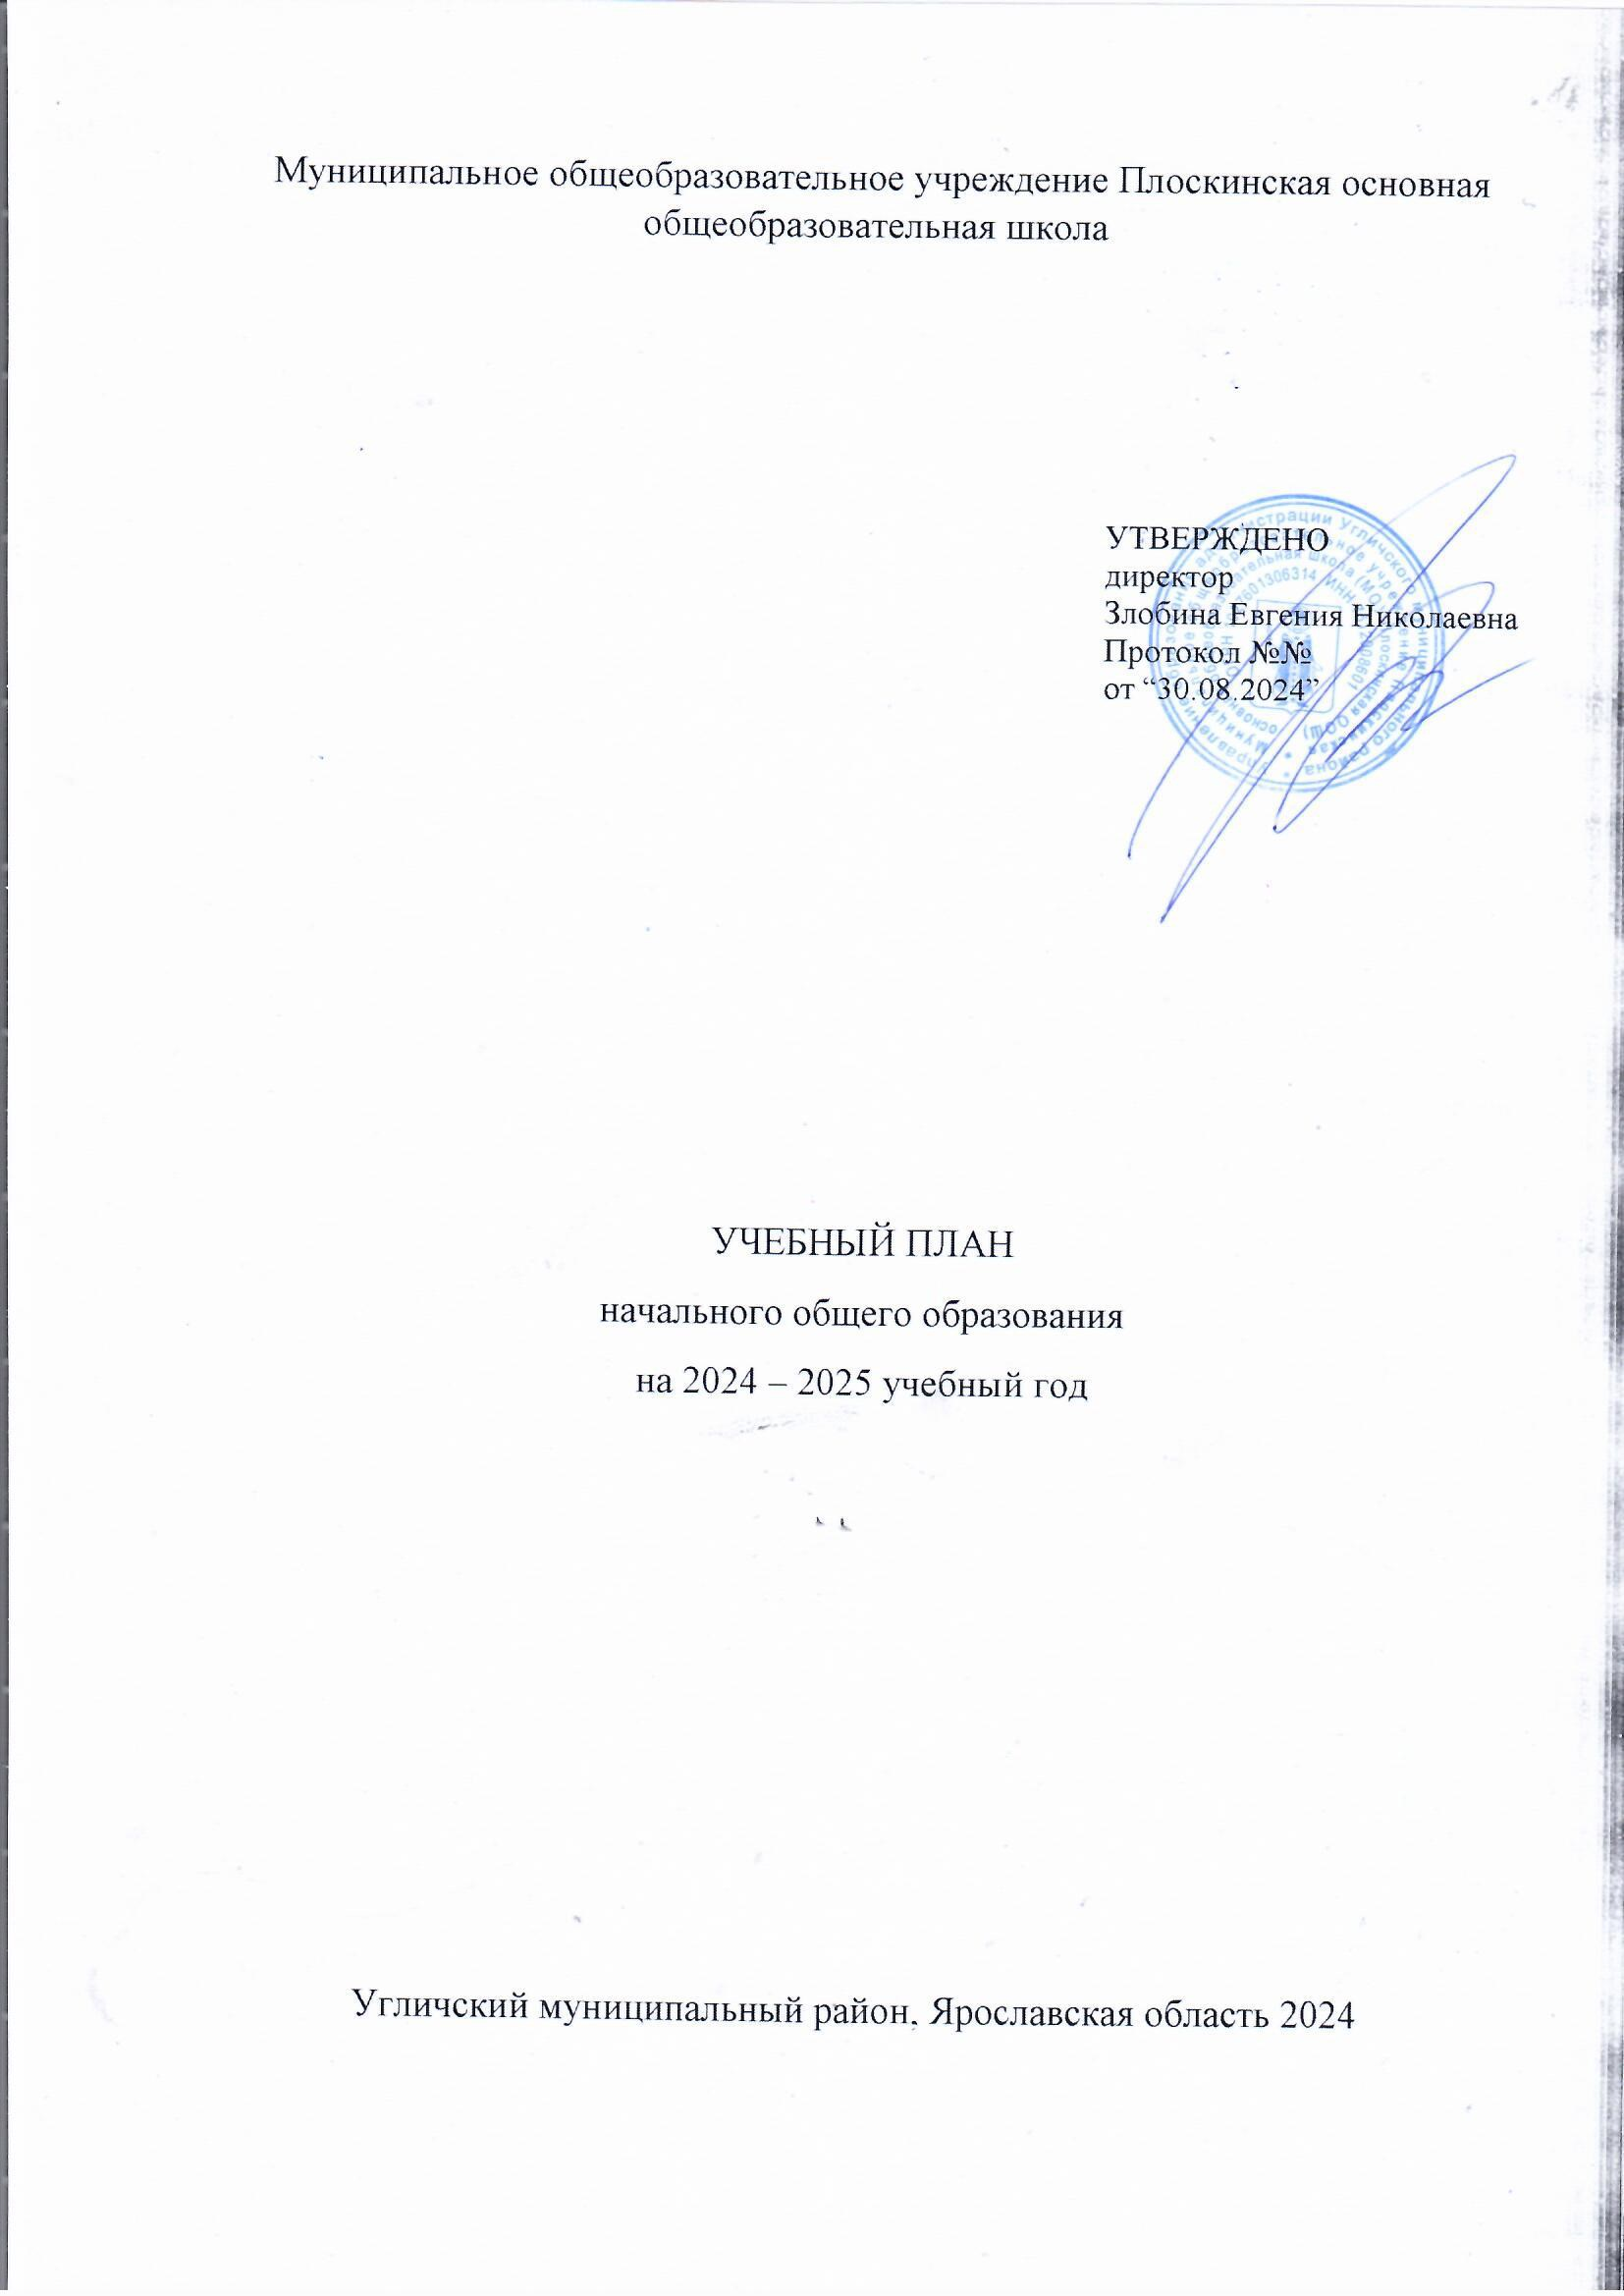 Муниципальное общеобразовательное учреждение Плоскинская основная
общеобразовательная школа
УТВЕРЖДЕНО
директор
Злобина Евгения Николаевна
Протокол №№
от “30.08.2024”
УЧЕБНЫЙ ПЛАН
начального общего образования
на 2024 – 2025 учебный год
Угличский муниципальный район, Ярославская область 2024